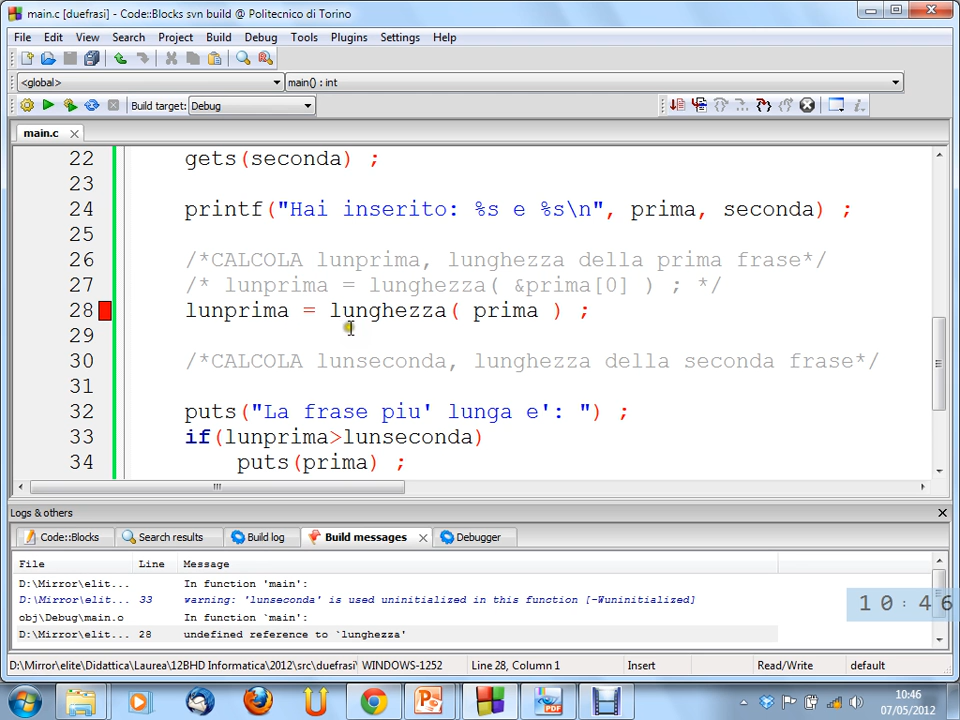 main.c [duefrasi] - Code::Blocks svn build @ Politecnico di Torino
File Edit View Search Project Build Debug Tools Plugins Settings Help
<global> main() : int
Build target: Debug
main.c
22 gets(seconda) ;
23
24 printf("Hai inserito: %s e %s\n", prima, seconda) ;
25
26 /*CALCOLA lunprima, lunghezza della prima frase*/
27 /* lunprima = lunghezza( &prima[0] ) ; */
28 lunprima = lunghezza( prima ) ;
29
30 /*CALCOLA lunseconda, lunghezza della seconda frase*/
31
32 puts("La frase piu' lunga e': ") ;
33 if(lunprima>lunseconda)
34 puts(prima) ;
Logs & others
Code::Blocks Search results Build log Build messages Debugger
File Line Message
D:\Mirror\elit... In function 'main':
D:\Mirror\elit... 33 warning: 'lunseconda' is used uninitialized in this function [-Wuninitialized]
obj\Debug\main.o In function `main':
D:\Mirror\elit... 28 undefined reference to `lunghezza'
10:46
D:\Mirror\elite\Didattica\Laurea\12BHD Informatica\2012\src\duefrasi\ WINDOWS-1252 Line 28, Column 1 Insert Read/Write default
PDF
10:46
07/05/2012